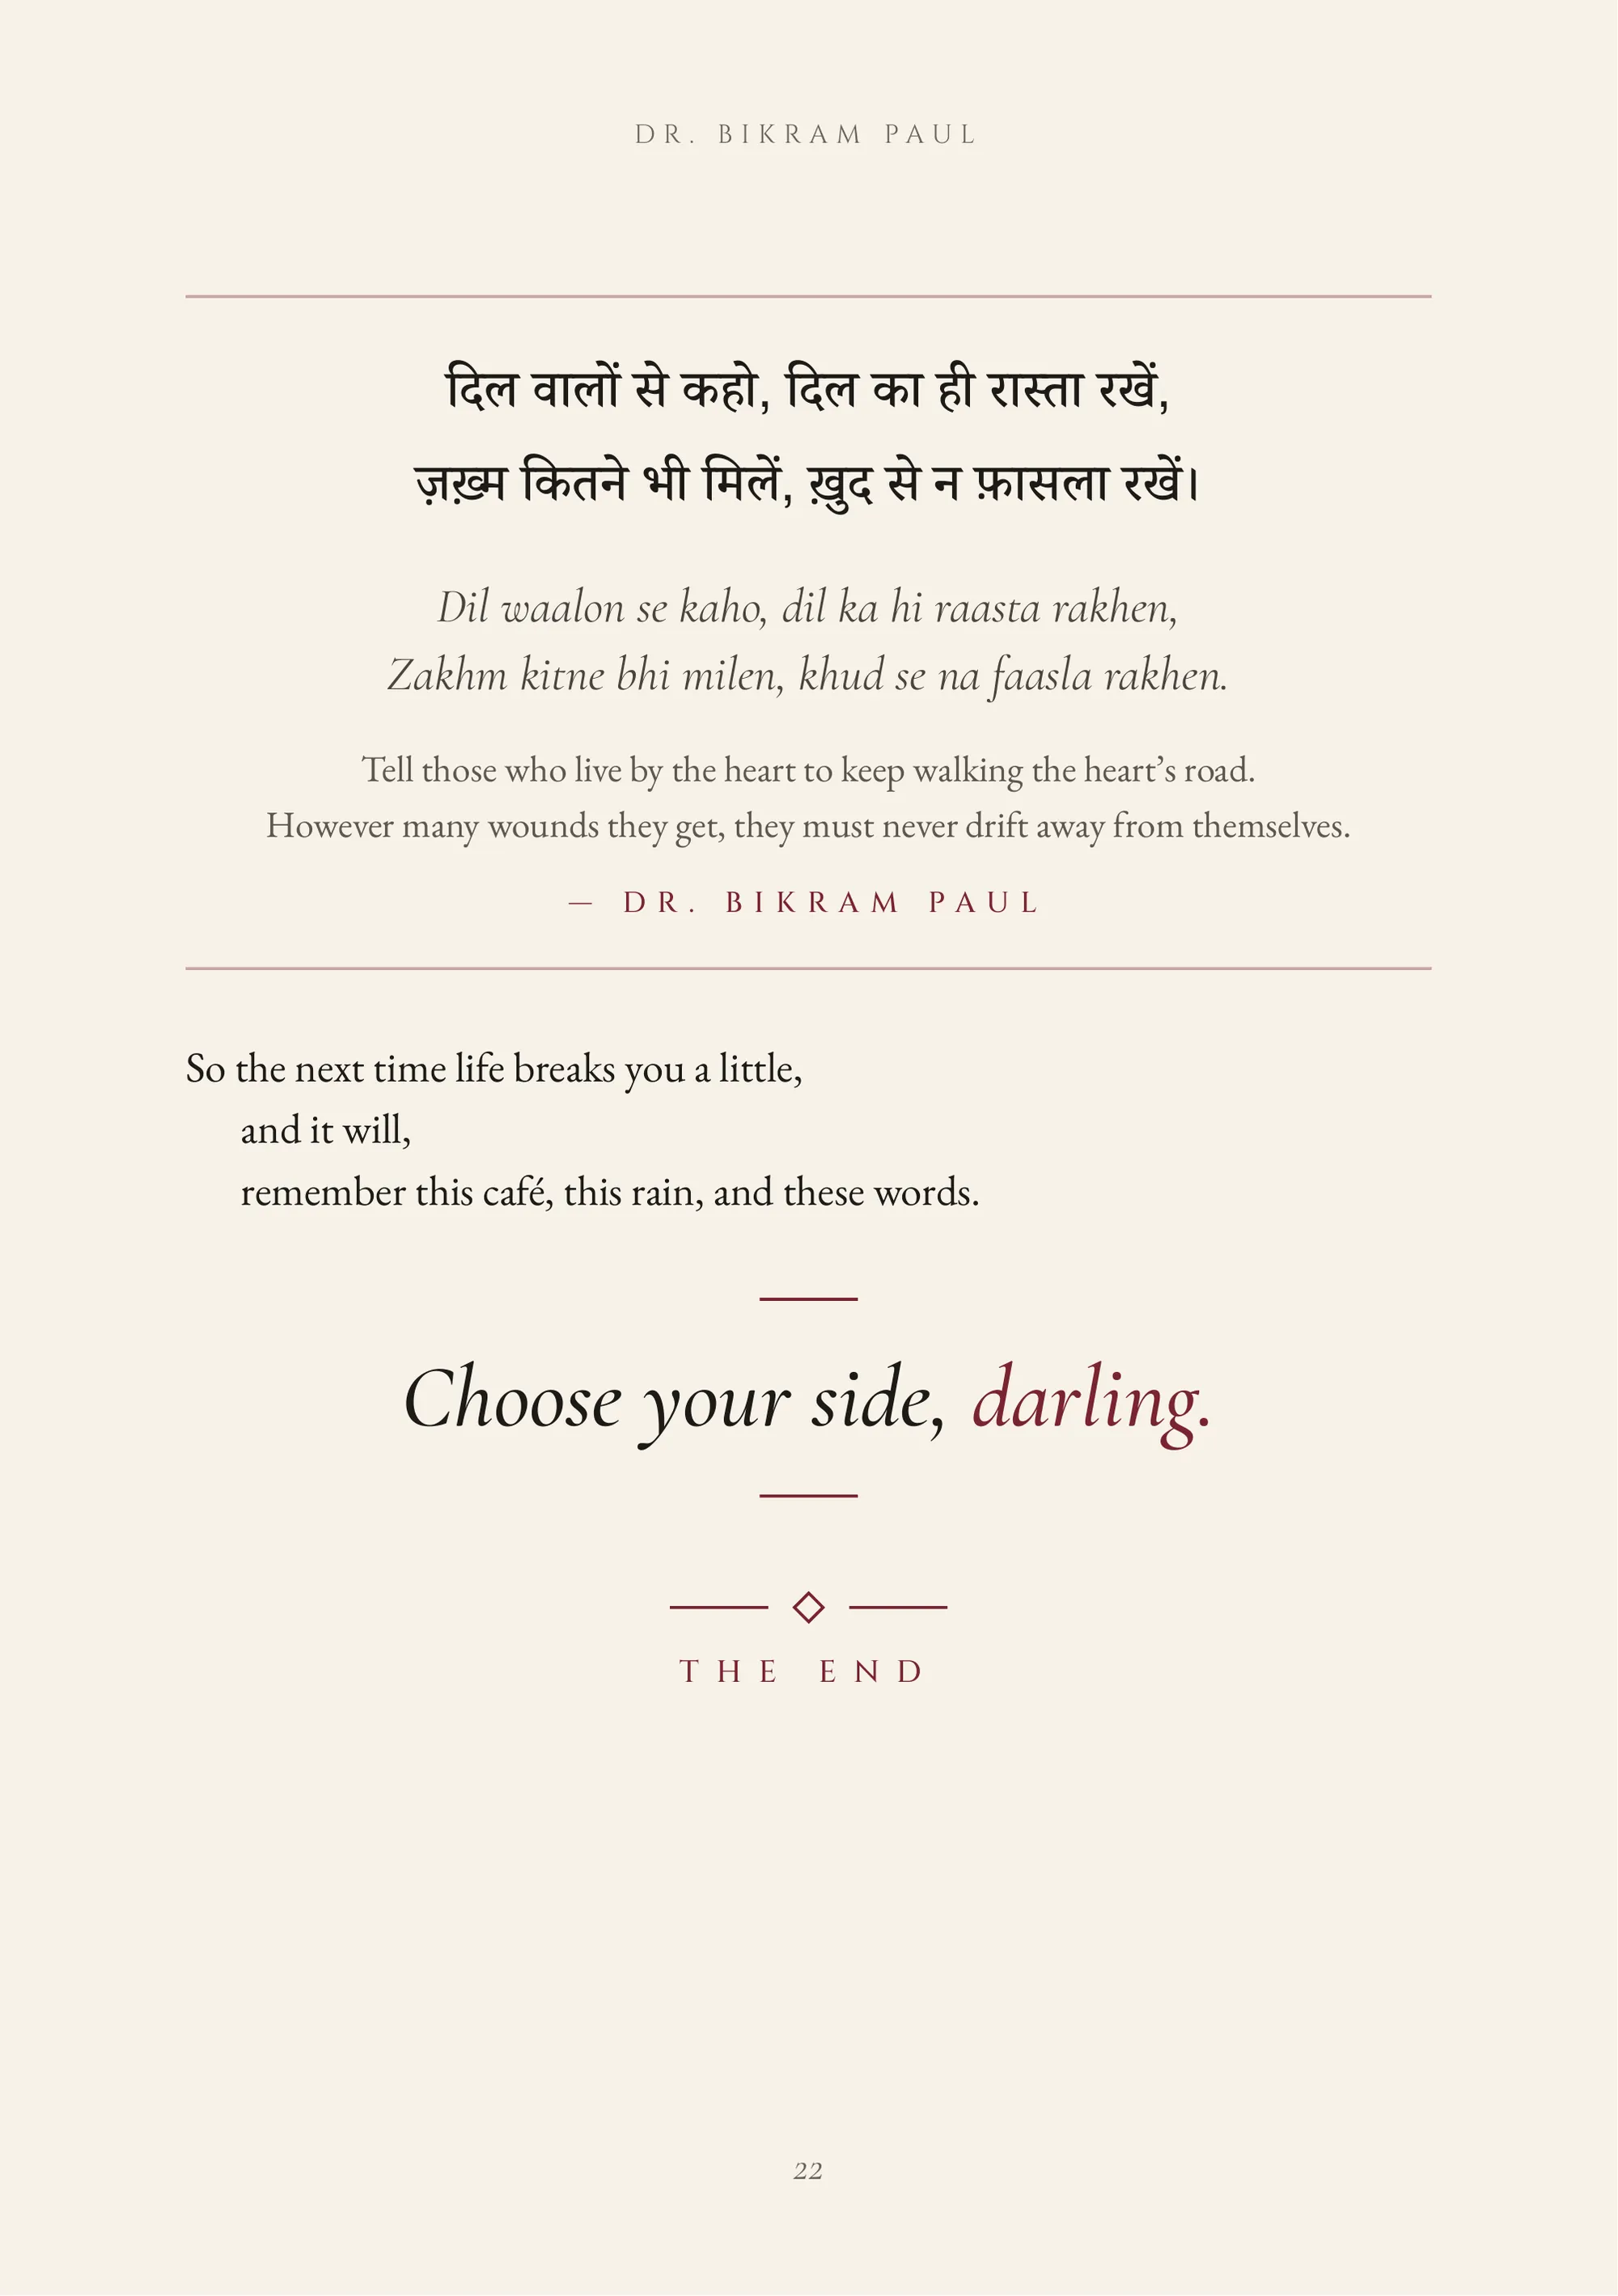 DR. BIKRAM PAUL
दिल वालों से कहो, दिल का ही रास्ता रखें,
ज़ख़्म कितने भी मिलें, ख़ुद से न फ़ासला रखें।
Dil waalon se kaho, dil ka hi raasta rakhen,
Zakhm kitne bhi milen, khud se na faasla rakhen.
Tell those who live by the heart to keep walking the heart’s road.
However many wounds they get, they must never drift away from themselves.
— DR. BIKRAM PAUL
So the next time life breaks you a little,
and it will,
remember this café, this rain, and these words.
Choose your side, darling.
THE END
22